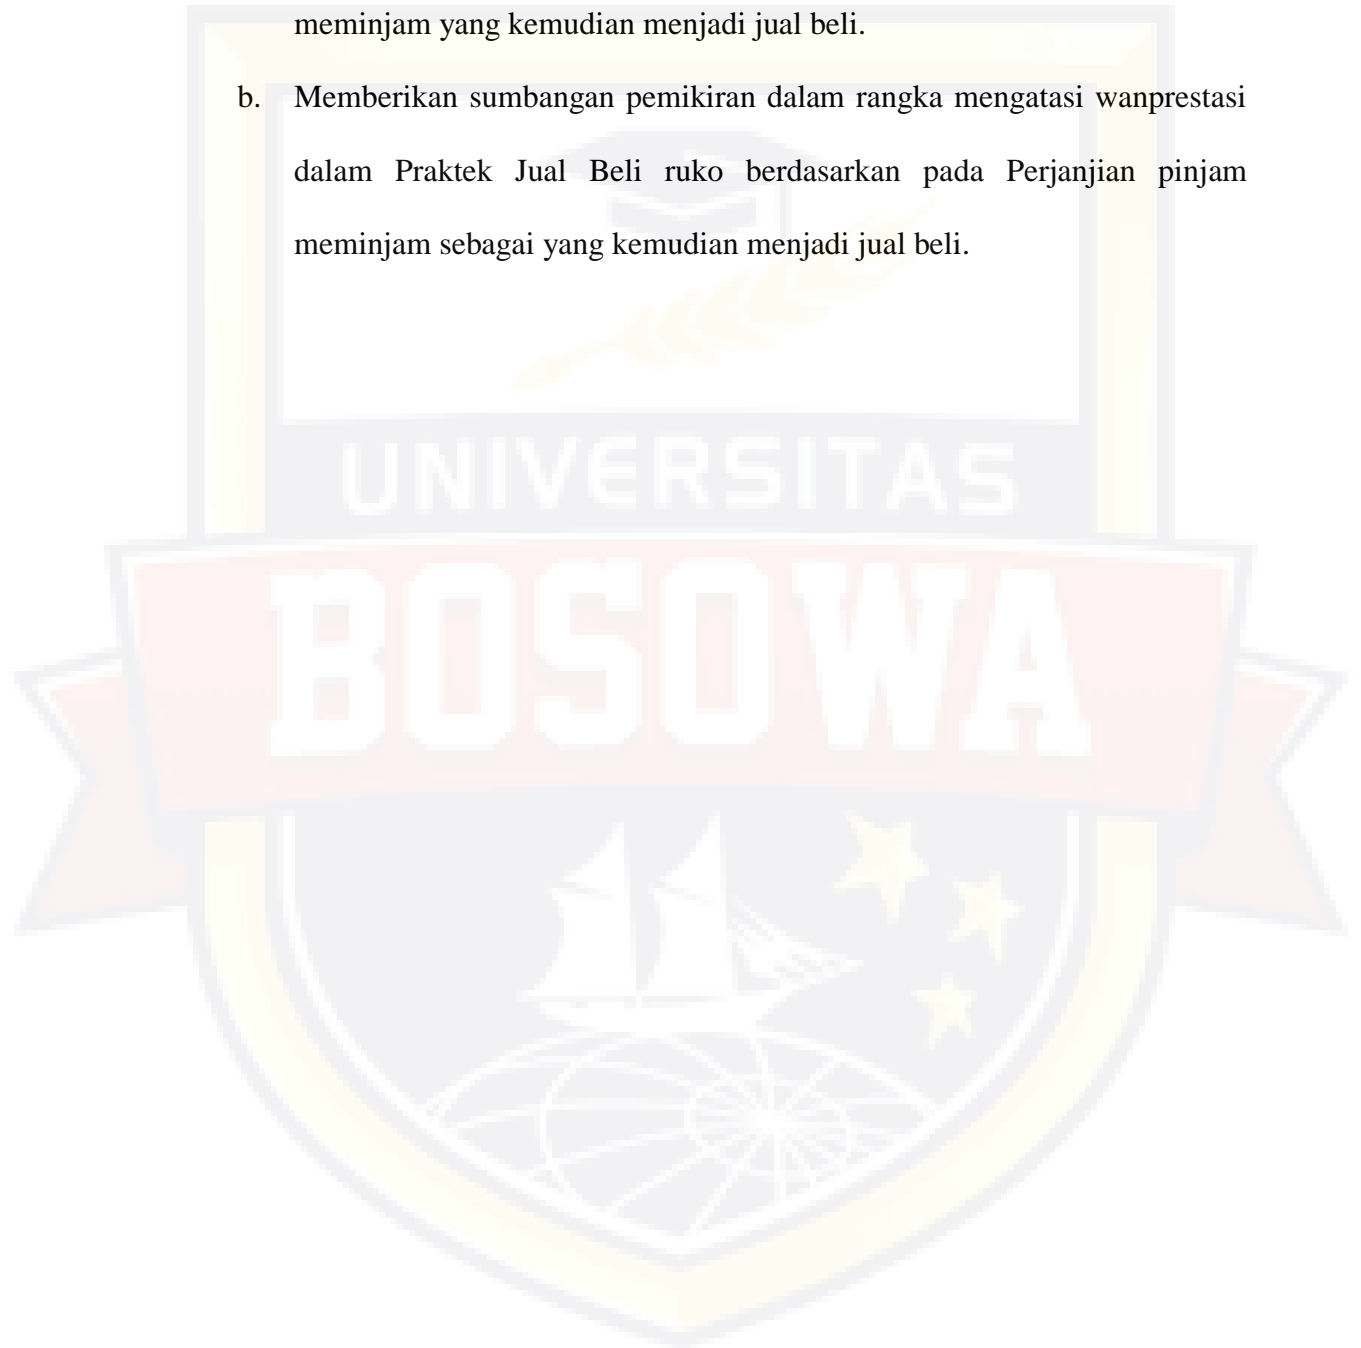 meminjam yang kemudian menjadi jual beli.
b. Memberikan sumbangan pemikiran dalam rangka mengatasi wanprestasi
dalam Praktek Jual Beli ruko berdasarkan pada Perjanjian pinjam
meminjam sebagai yang kemudian menjadi jual beli.
UNIVERSITAS
BOSOWA